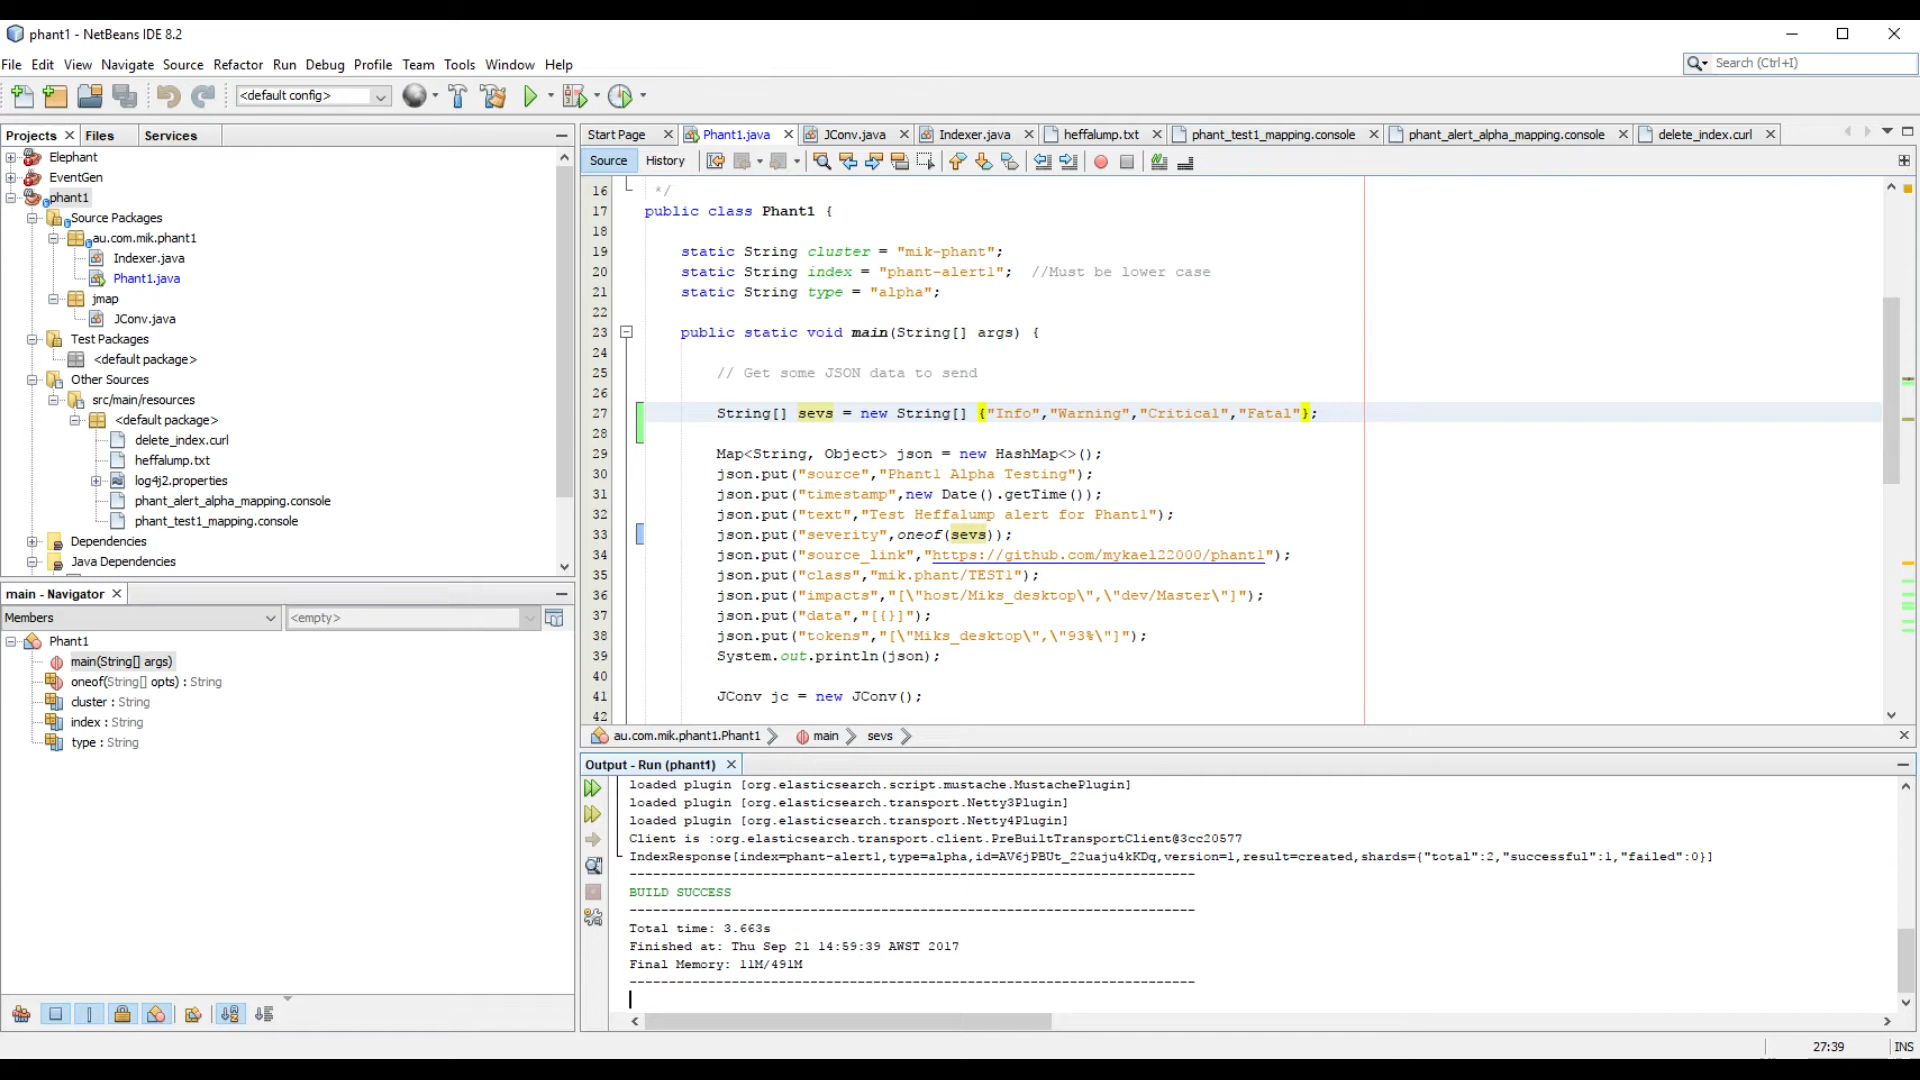 phant1 - NetBeans IDE 8.2
File Edit View Navigate Source Refactor Run Debug Profile Team Tools Window Help
Search (Ctrl+I)
<default config>
Projects Files Services
Elephant
EventGen
phant1
Source Packages
au.com.mik.phant1
Indexer.java
Phant1.java
jmap
JConv.java
Test Packages
<default package>
Other Sources
src/main/resources
<default package>
delete_index.curl
heffalump.txt
log4j2.properties
phant_alert_alpha_mapping.console
phant_test1_mapping.console
Dependencies
Java Dependencies
main - Navigator
Members
<empty>
Phant1
main(String[] args)
oneof(String[] opts) : String
cluster : String
index : String
type : String
Start Page Phant1.java JConv.java Indexer.java heffalump.txt phant_test1_mapping.console phant_alert_alpha_mapping.console delete_index.curl
Source History
16 */
17 public class Phant1 {
18
19 static String cluster = "mik-phant";
20 static String index = "phant-alert1"; //Must be lower case
21 static String type = "alpha";
22
23 public static void main(String[] args) {
24
25 // Get some JSON data to send
26
27 String[] sevs = new String[] {"Info","Warning","Critical","Fatal"};
28
29 Map<String, Object> json = new HashMap<>();
30 json.put("source","Phant1 Alpha Testing");
31 json.put("timestamp",new Date().getTime());
32 json.put("text","Test Heffalump alert for Phant1");
33 json.put("severity",oneof(sevs));
34 json.put("source_link","https://github.com/mykael22000/phant1");
35 json.put("class","mik.phant/TEST1");
36 json.put("impacts","[\"host/Miks_desktop\",\"dev/Master\"]");
37 json.put("data","[{}]");
38 json.put("tokens","[\"Miks_desktop\",\"93%\"]");
39 System.out.println(json);
40
41 JConv jc = new JConv();
42
au.com.mik.phant1.Phant1 main sevs
Output - Run (phant1)
loaded plugin [org.elasticsearch.script.mustache.MustachePlugin]
loaded plugin [org.elasticsearch.transport.Netty3Plugin]
loaded plugin [org.elasticsearch.transport.Netty4Plugin]
Client is :org.elasticsearch.transport.client.PreBuiltTransportClient@3cc20577
IndexResponse[index=phant-alert1,type=alpha,id=AV6jPBUt_22uaju4kKDq,version=1,result=created,shards={"total":2,"successful":1,"failed":0}]
------------------------------------------------------------------------
BUILD SUCCESS
------------------------------------------------------------------------
Total time: 3.663s
Finished at: Thu Sep 21 14:59:39 AWST 2017
Final Memory: 11M/491M
------------------------------------------------------------------------
27:39 INS